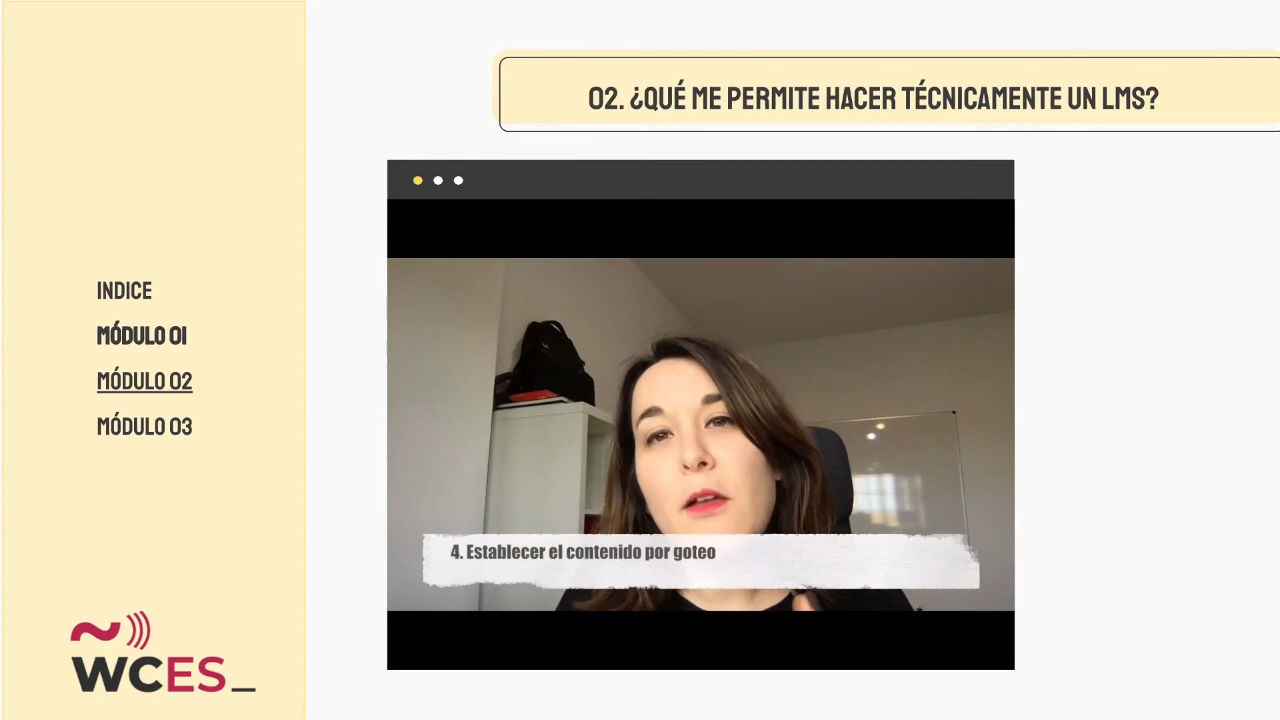 02. ¿QUÉ ME PERMITE HACER TÉCNICAMENTE UN LMS?
INDICE
MÓDULO 01
MÓDULO 02
MÓDULO 03
4. Establecer el contenido por goteo
WCES_